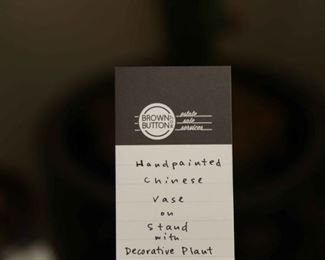 BROWN
BUTTON
estate
sale
services
Handpainted
Chinese
Vase
on
Stand
with
Decorative Plant